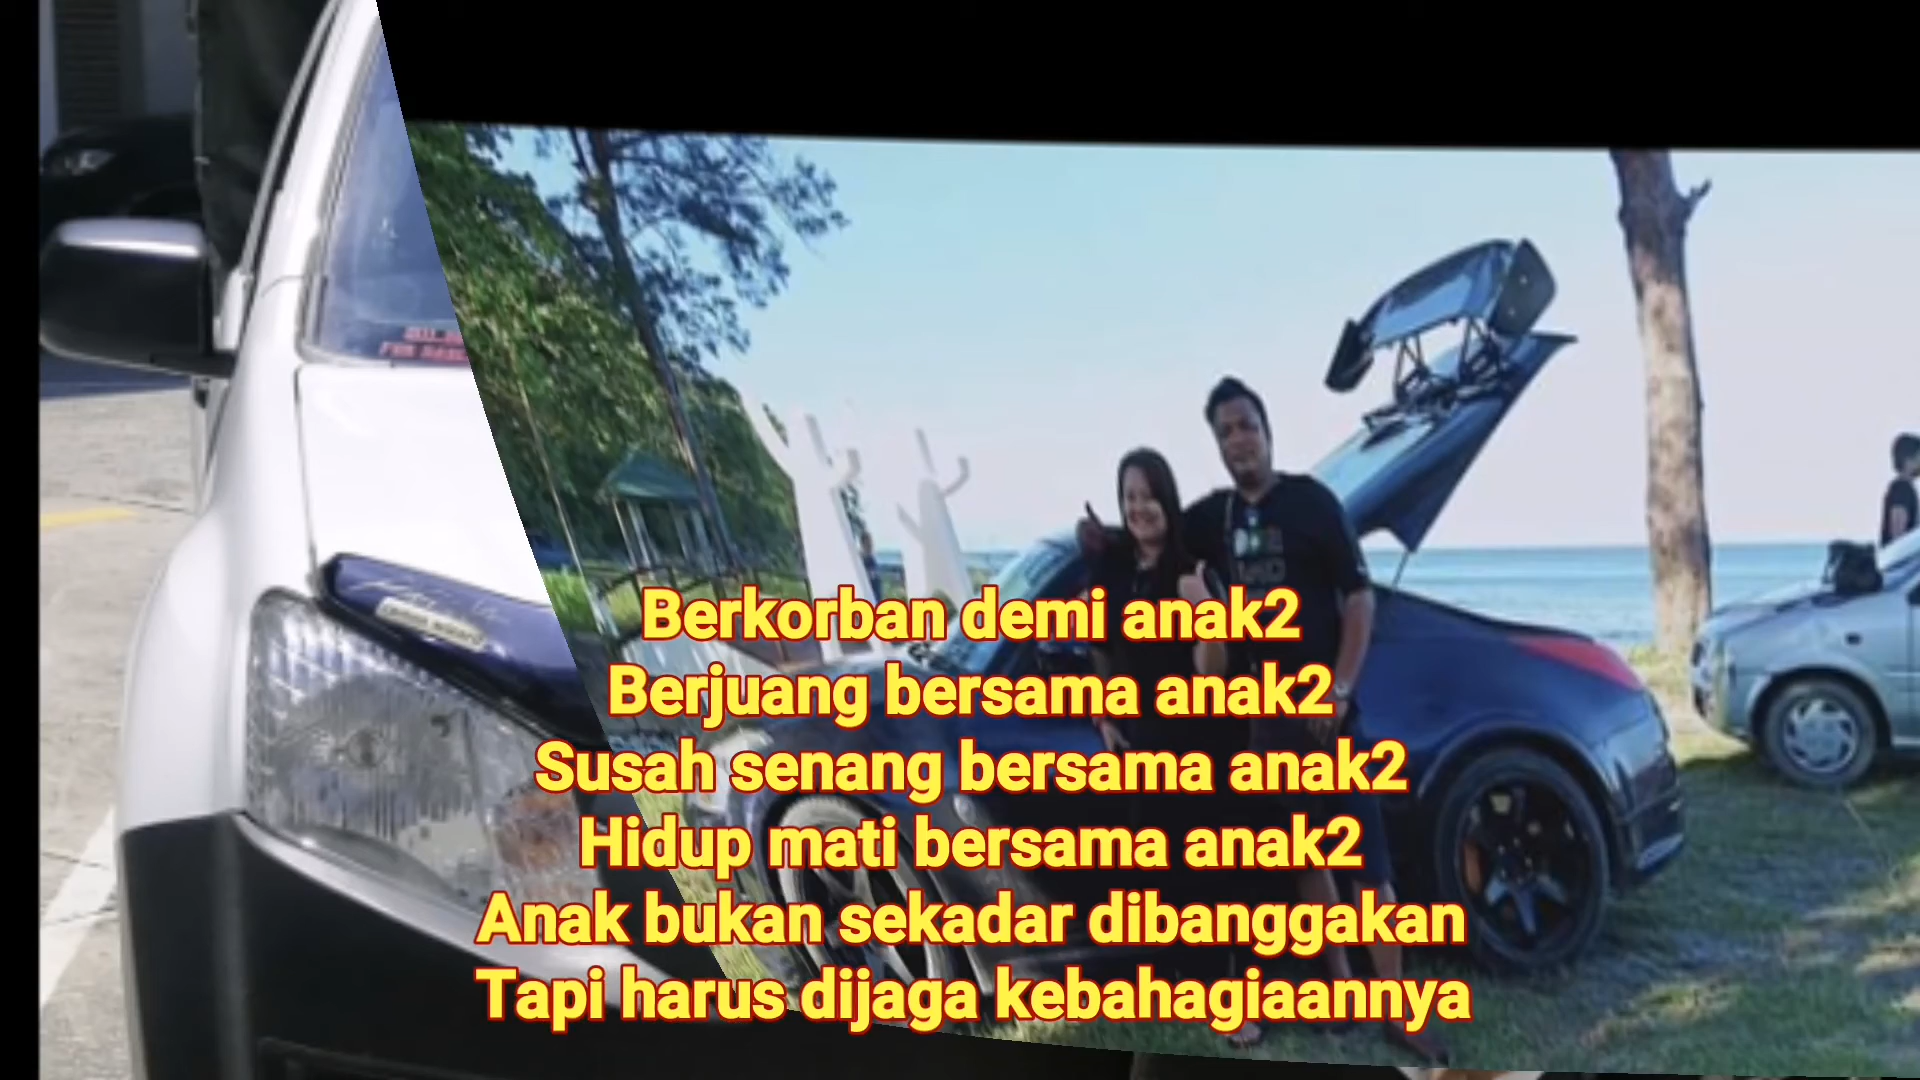 Berkorban demi anak2
Berjuang bersama anak2
Susah senang bersama anak2
Hidup mati bersama anak2
Anak bukan sekadar dibanggakan
Tapi harus dijaga kebahagiaannya